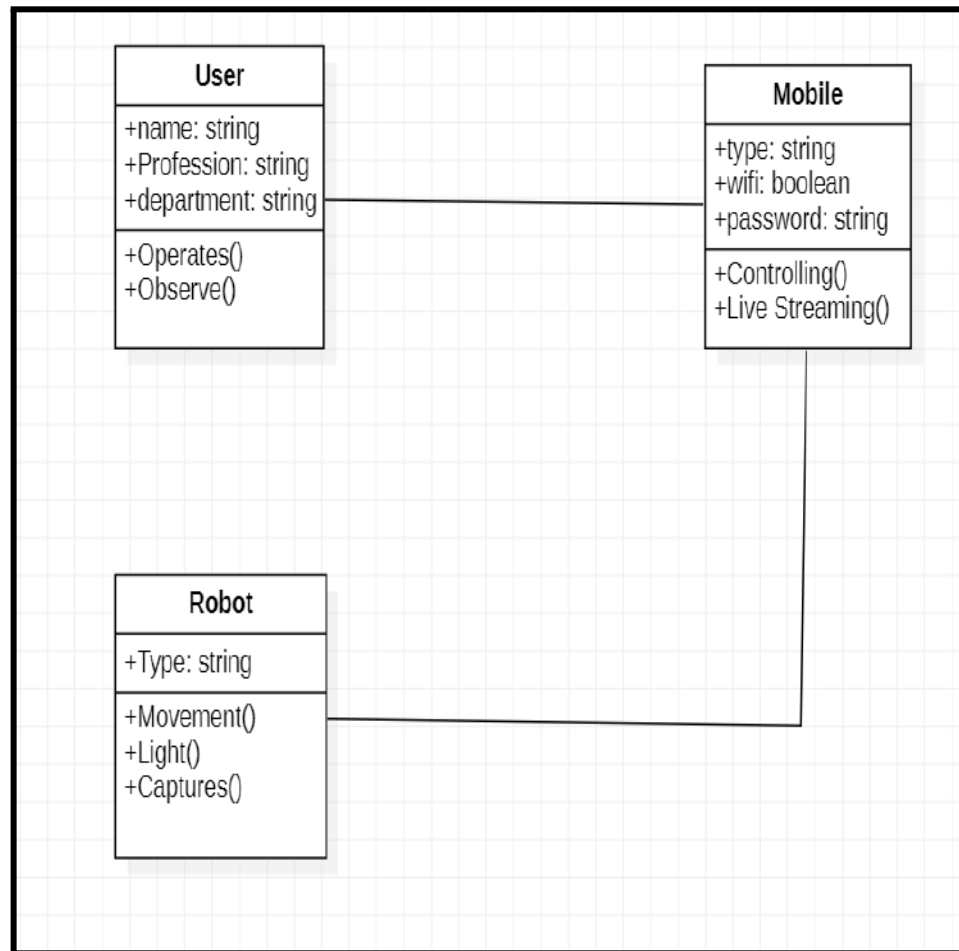 User
+name: string
+Profession: string
+department: string
+Operates()
+Observe()
Mobile
+type: string
+wifi: boolean
+password: string
+Controlling()
+Live Streaming()
Robot
+Type: string
+Movement()
+Light()
+Captures()